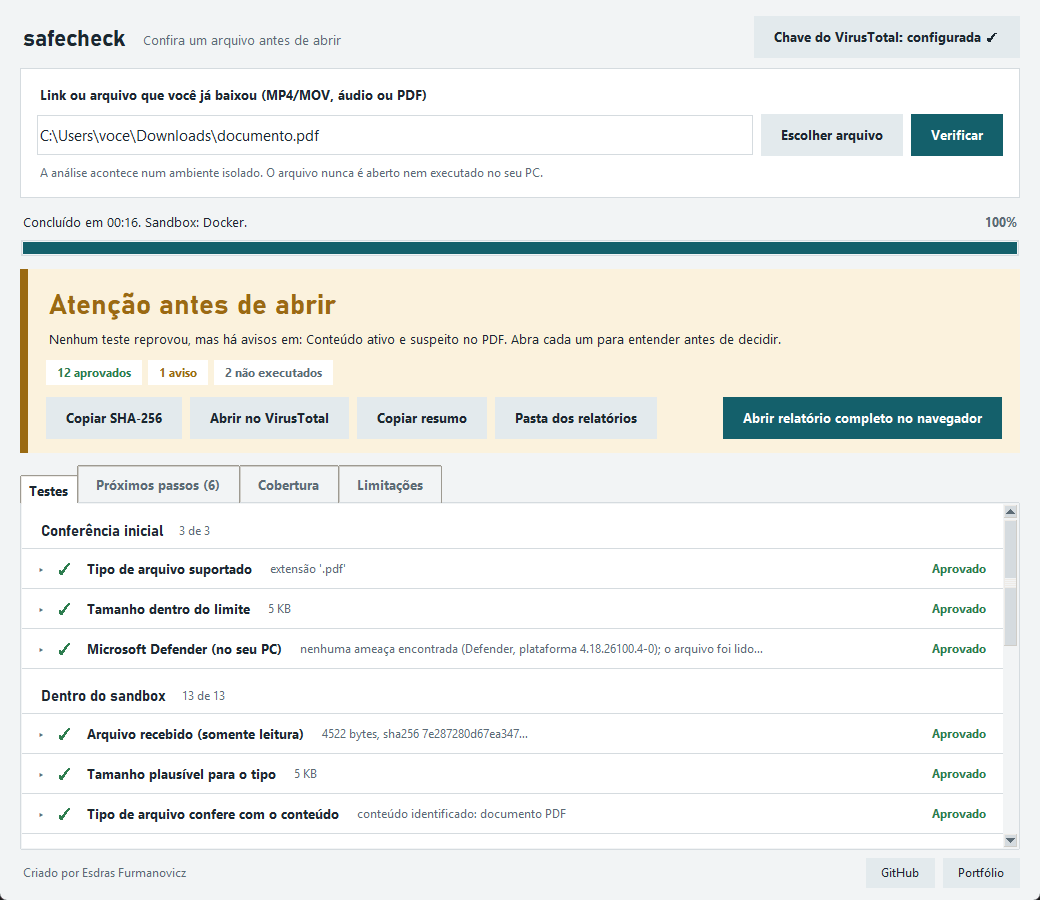 safecheck Confira um arquivo antes de abrir Chave do VirusTotal: configurada ✓
Link ou arquivo que você já baixou (MP4/MOV, áudio ou PDF)
C:\Users\voce\Downloads\documento.pdf Escolher arquivo Verificar
A análise acontece num ambiente isolado. O arquivo nunca é aberto nem executado no seu PC.
Concluído em 00:16. Sandbox: Docker. 100%
Atenção antes de abrir
Nenhum teste reprovou, mas há avisos em: Conteúdo ativo e suspeito no PDF. Abra cada um para entender antes de decidir.
12 aprovados 1 aviso 2 não executados
Copiar SHA-256 Abrir no VirusTotal Copiar resumo Pasta dos relatórios Abrir relatório completo no navegador
Testes Próximos passos (6) Cobertura Limitações
Conferência inicial 3 de 3
Tipo de arquivo suportado extensão '.pdf' Aprovado
Tamanho dentro do limite 5 KB Aprovado
Microsoft Defender (no seu PC) nenhuma ameaça encontrada (Defender, plataforma 4.18.26100.4-0); o arquivo foi lido... Aprovado
Dentro do sandbox 13 de 13
Arquivo recebido (somente leitura) 4522 bytes, sha256 7e287280d67ea347... Aprovado
Tamanho plausível para o tipo 5 KB Aprovado
Tipo de arquivo confere com o conteúdo conteúdo identificado: documento PDF Aprovado
Criado por Esdras Furmanovicz GitHub Portfólio